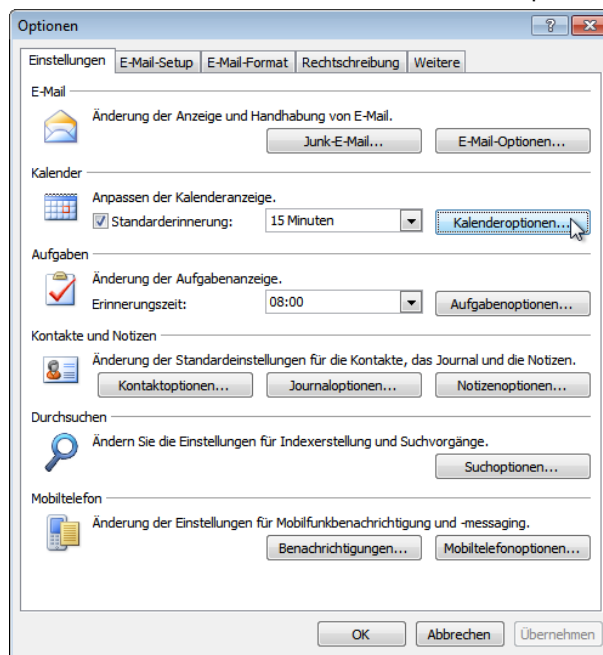 Optionen
Einstellungen E-Mail-Setup E-Mail-Format Rechtschreibung Weitere
E-Mail
Änderung der Anzeige und Handhabung von E-Mail.
Junk-E-Mail... E-Mail-Optionen...
Kalender
Anpassen der Kalenderanzeige.
Standarderinnerung: 15 Minuten Kalenderoptionen...
Aufgaben
Änderung der Aufgabenanzeige.
Erinnerungszeit: 08:00 Aufgabenoptionen...
Kontakte und Notizen
Änderung der Standardeinstellungen für die Kontakte, das Journal und die Notizen.
Kontaktoptionen... Journaloptionen... Notizenoptionen...
Durchsuchen
Ändern Sie die Einstellungen für Indexerstellung und Suchvorgänge.
Suchoptionen...
Mobiltelefon
Änderung der Einstellungen für Mobilfunkbenachrichtigung und -messaging.
Benachrichtigungen... Mobiltelefonoptionen...
OK Abbrechen Übernehmen